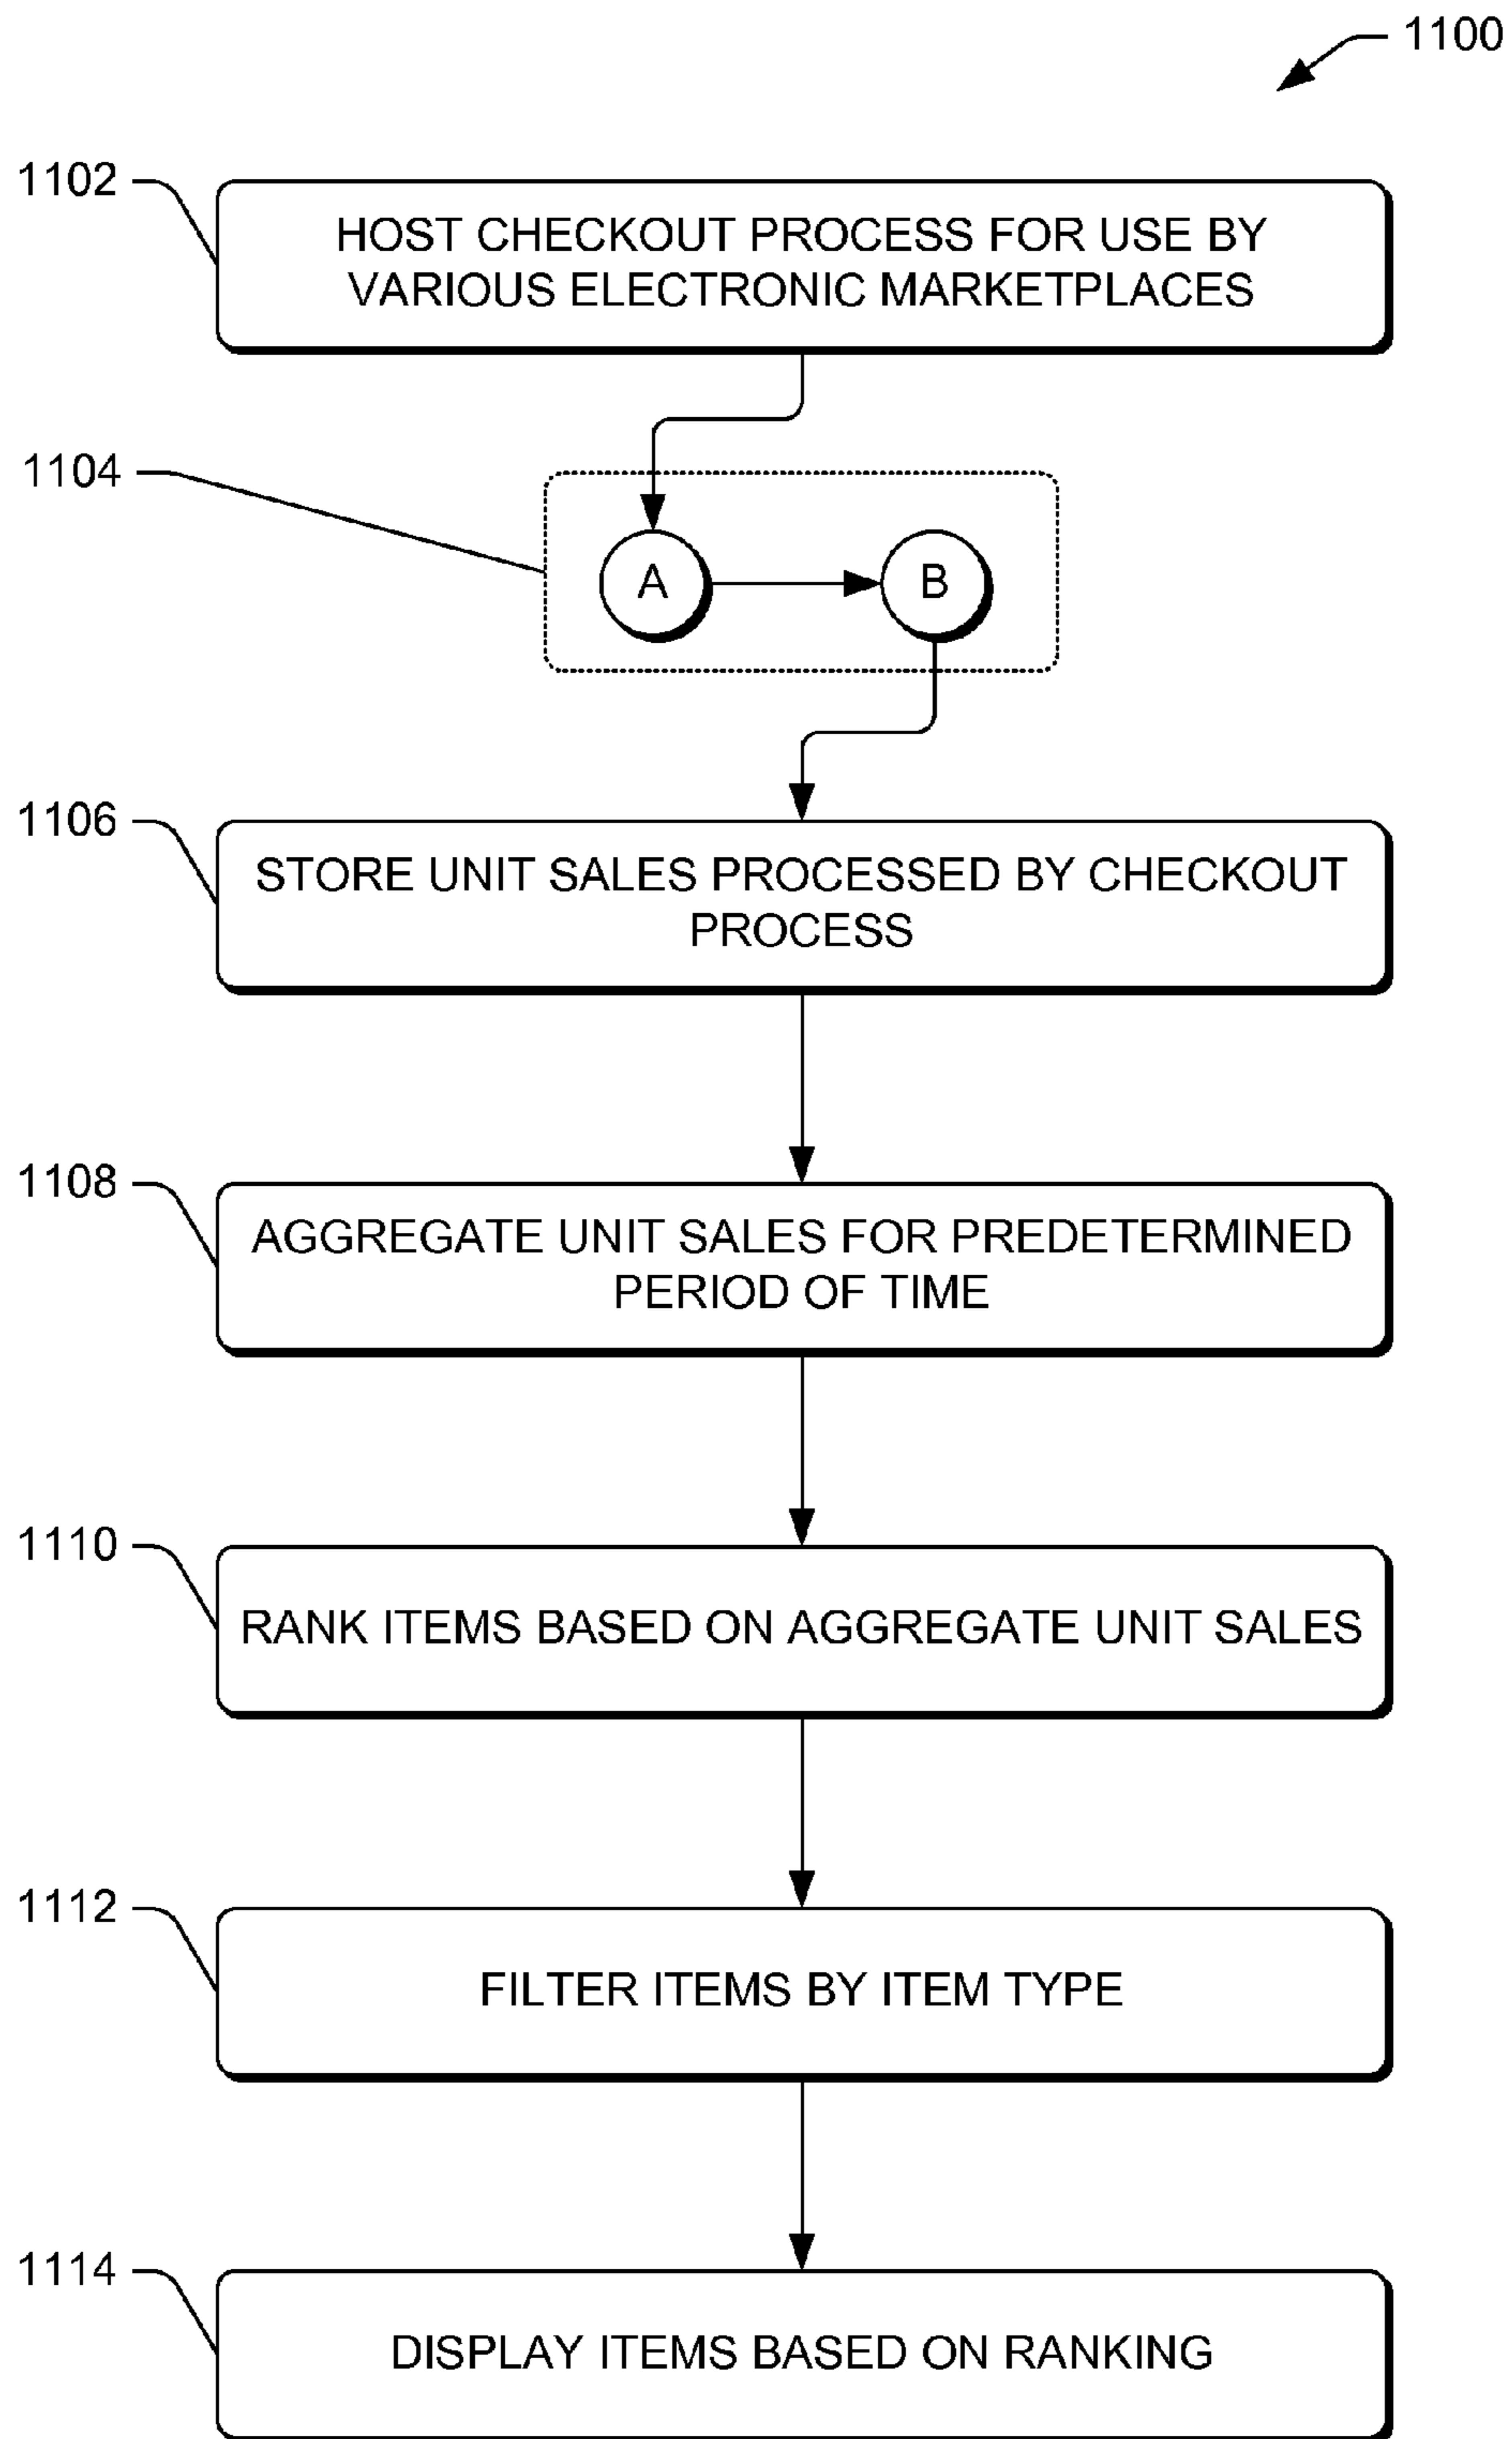 1100
1102
HOST CHECKOUT PROCESS FOR USE BY
VARIOUS ELECTRONIC MARKETPLACES
1104
A
B
1106
STORE UNIT SALES PROCESSED BY CHECKOUT
PROCESS
1108
AGGREGATE UNIT SALES FOR PREDETERMINED
PERIOD OF TIME
1110
RANK ITEMS BASED ON AGGREGATE UNIT SALES
1112
FILTER ITEMS BY ITEM TYPE
1114
DISPLAY ITEMS BASED ON RANKING